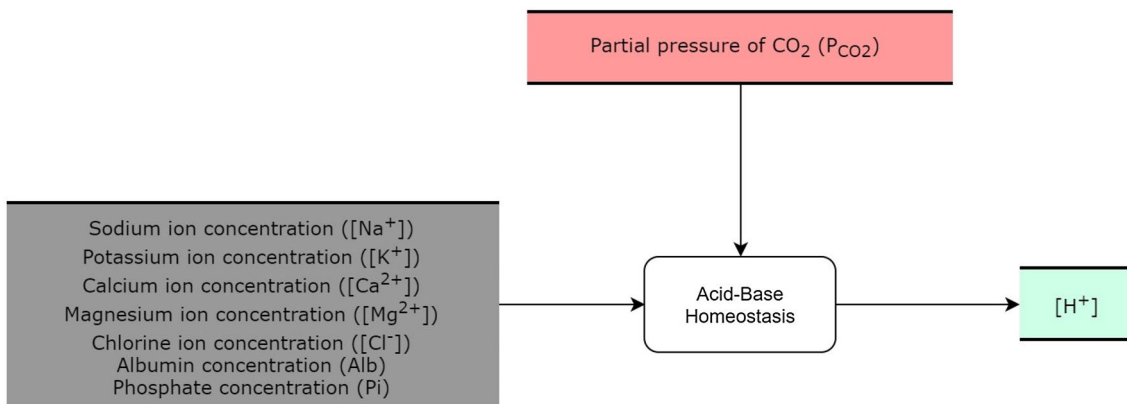 Partial pressure of CO₂ (P_CO2)
Sodium ion concentration ([Na⁺])
Potassium ion concentration ([K⁺])
Calcium ion concentration ([Ca²⁺])
Magnesium ion concentration ([Mg²⁺])
Chlorine ion concentration ([Cl⁻])
Albumin concentration (Alb)
Phosphate concentration (Pi)
Acid-Base
Homeostasis
[H⁺]